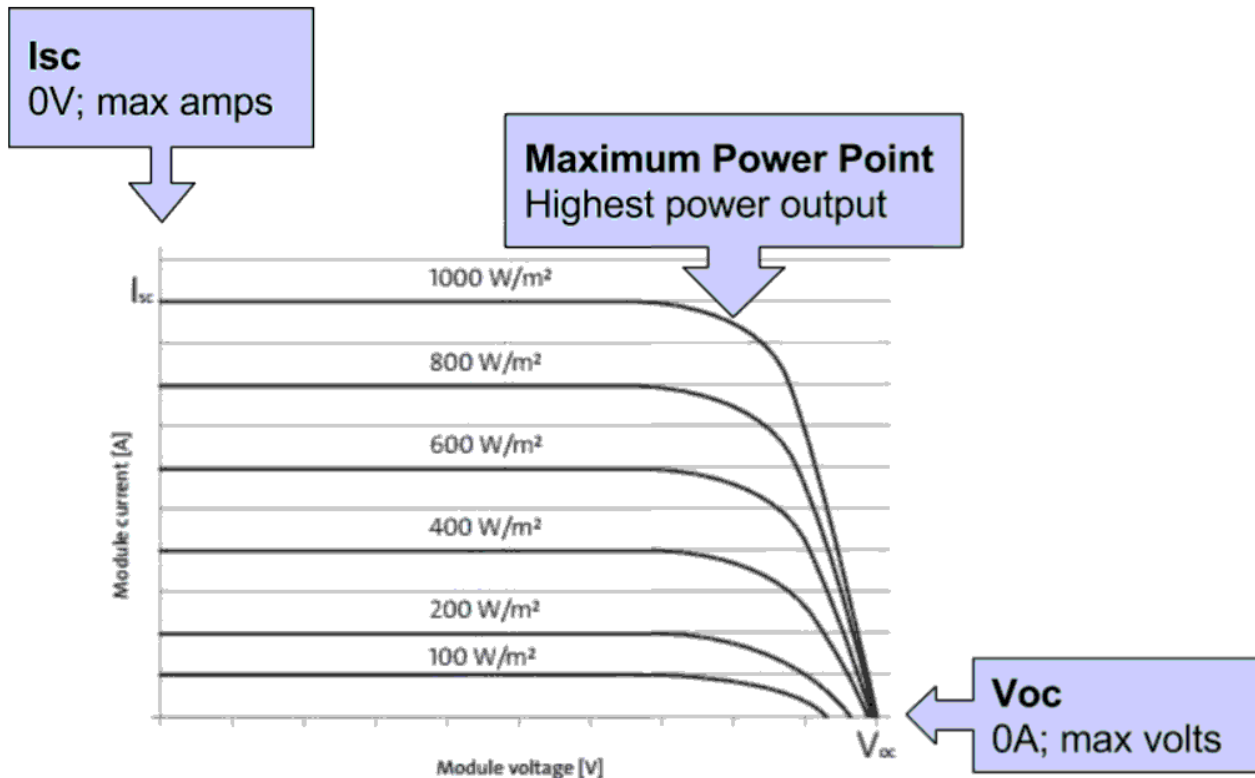 Isc
0V; max amps
Maximum Power Point
Highest power output
Isc
1000 W/m²
800 W/m²
600 W/m²
400 W/m²
200 W/m²
100 W/m²
Module current [A]
Voc
0A; max volts
Voc
Module voltage [V]